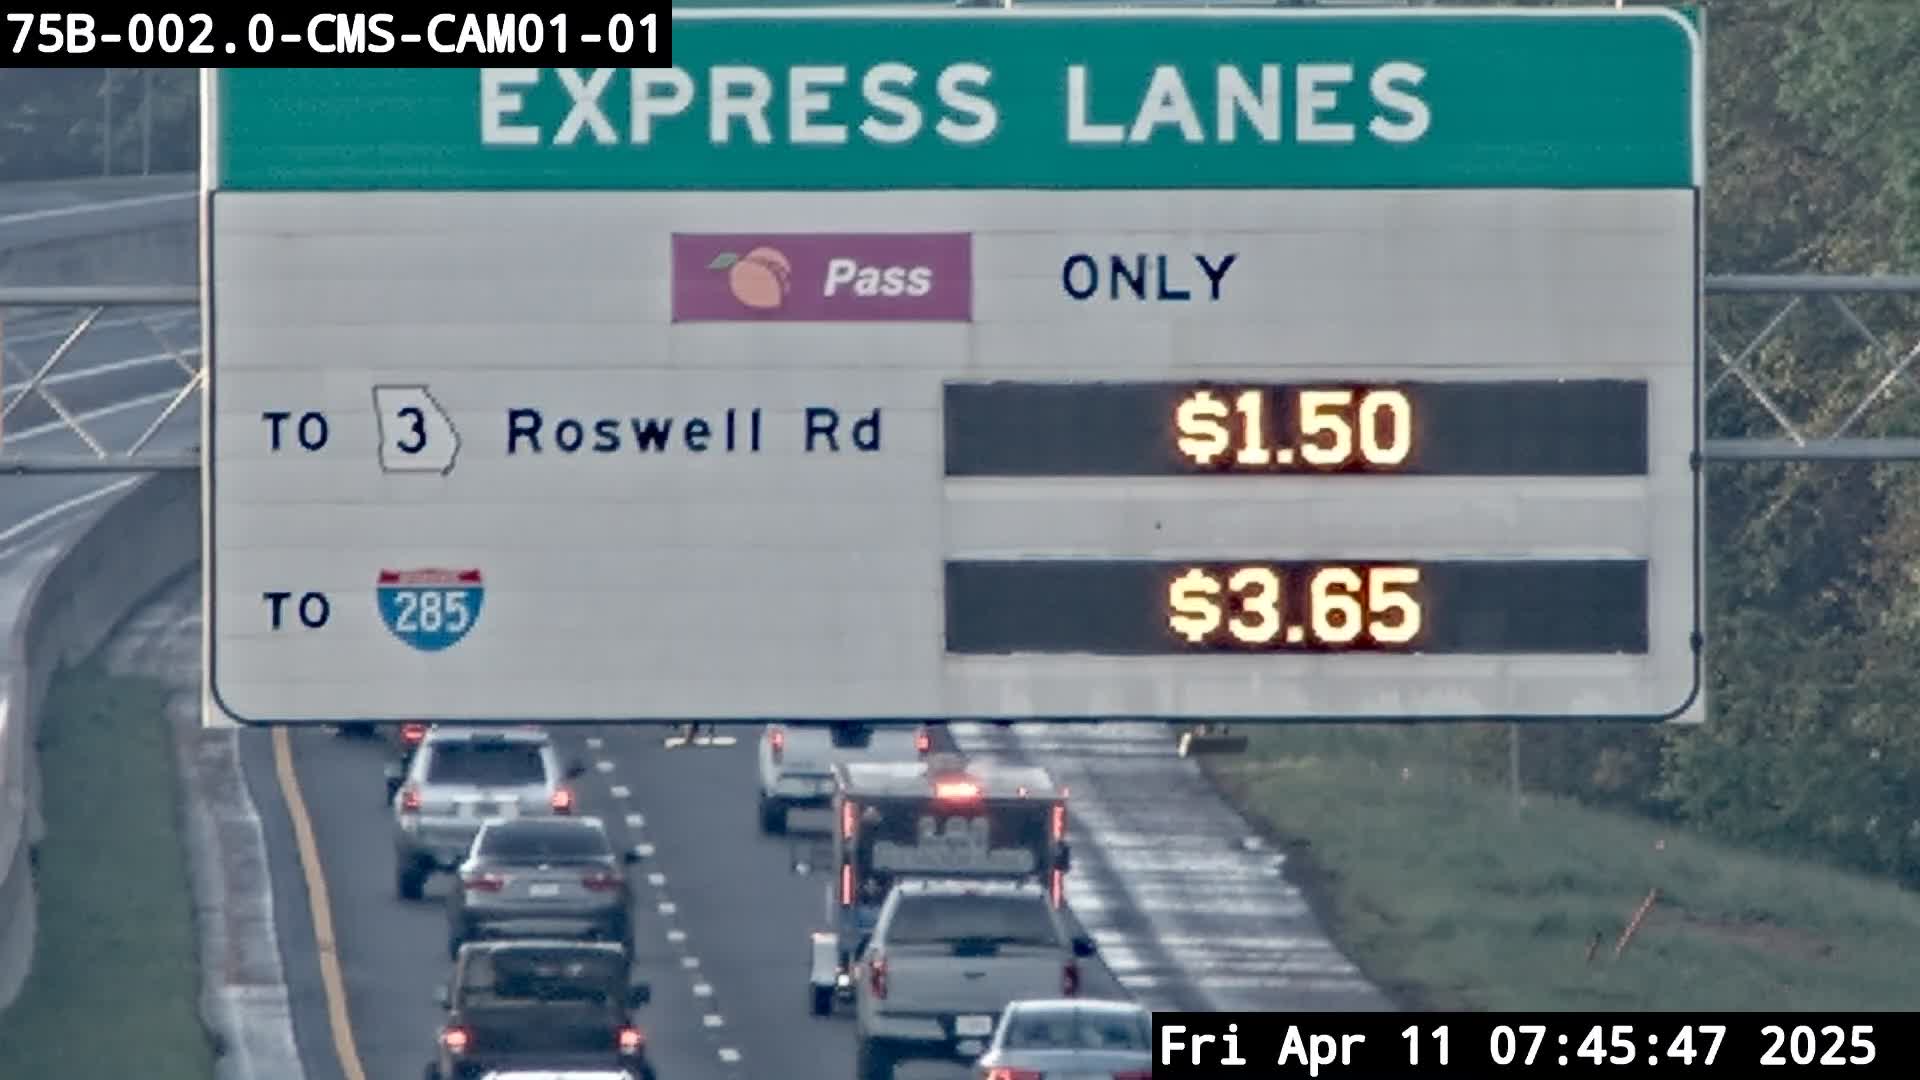 75B-002.0-CMS-CAM01-01
EXPRESS LANES
Pass ONLY
TO 3 Roswell Rd $1.50
TO 285 $3.65
Fri Apr 11 07:45:47 2025